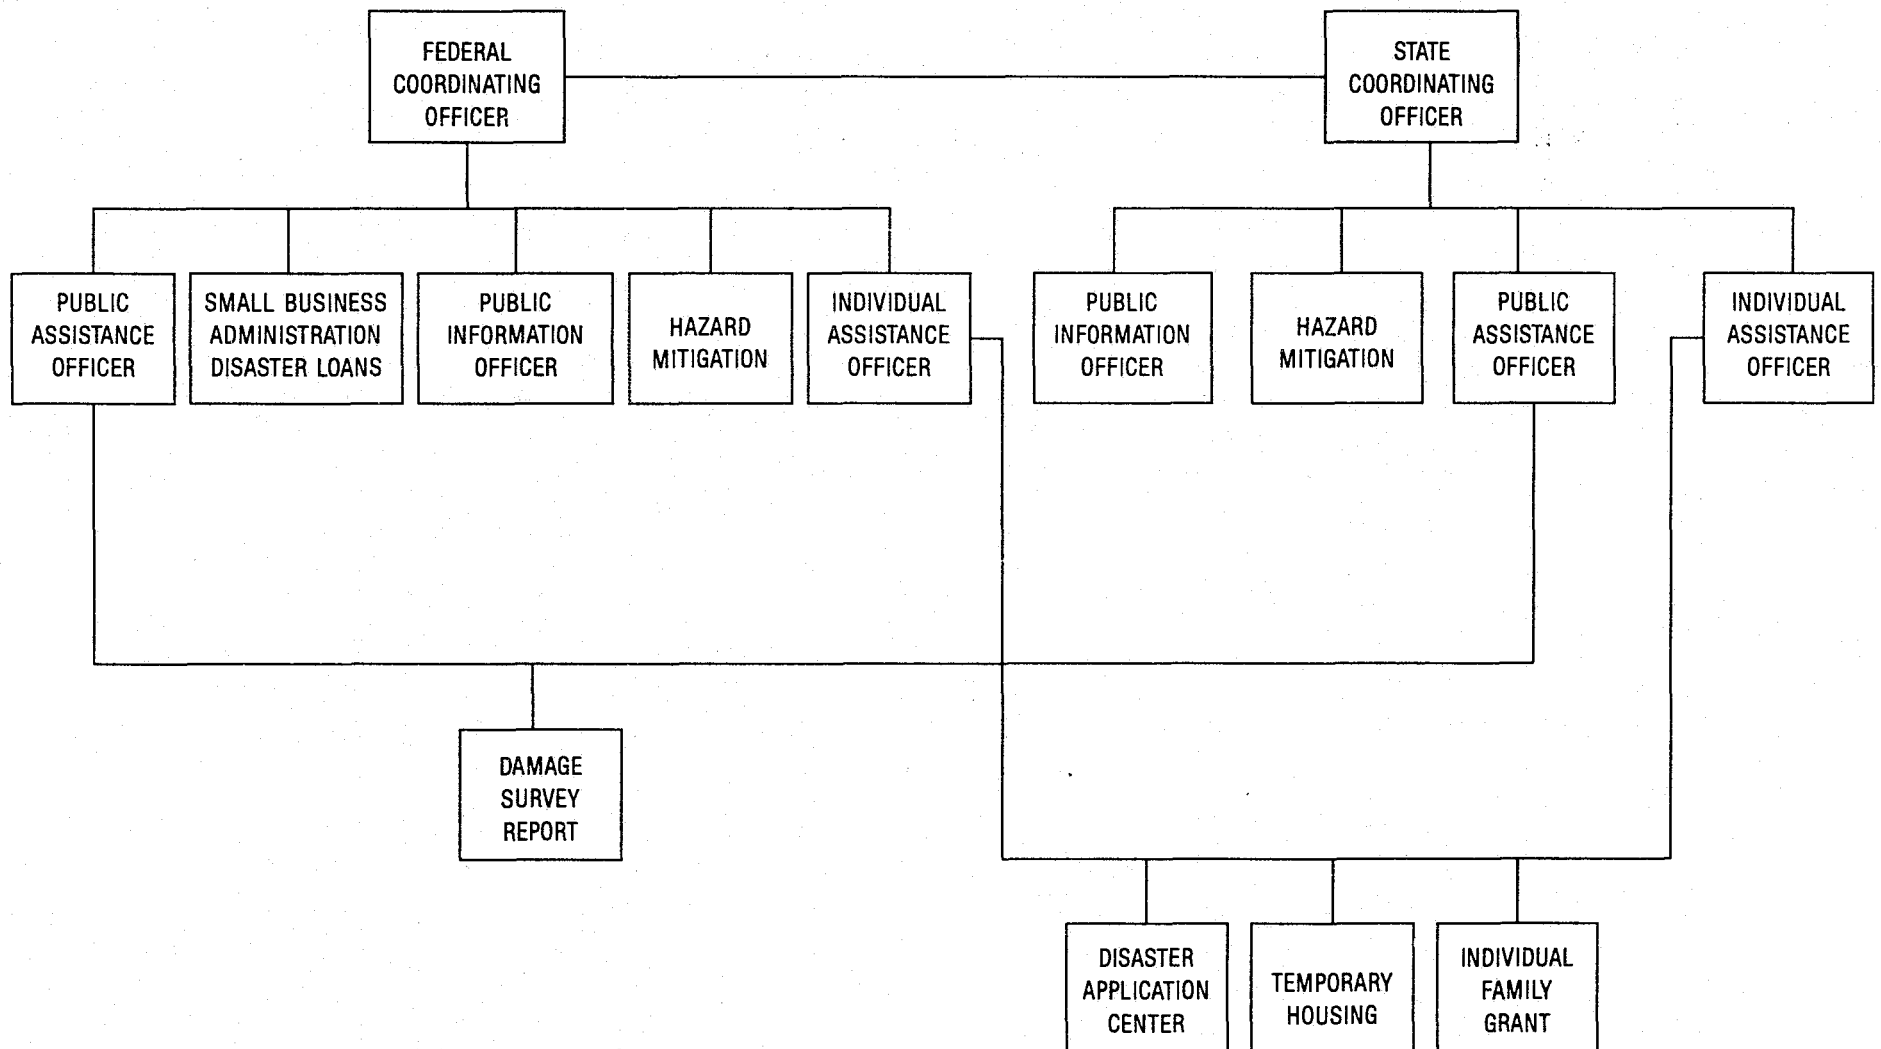 FEDERAL
COORDINATING
OFFICER
STATE
COORDINATING
OFFICER
PUBLIC
ASSISTANCE
OFFICER
SMALL BUSINESS
ADMINISTRATION
DISASTER LOANS
PUBLIC
INFORMATION
OFFICER
HAZARD
MITIGATION
INDIVIDUAL
ASSISTANCE
OFFICER
PUBLIC
INFORMATION
OFFICER
HAZARD
MITIGATION
PUBLIC
ASSISTANCE
OFFICER
INDIVIDUAL
ASSISTANCE
OFFICER
DAMAGE
SURVEY
REPORT
DISASTER
APPLICATION
CENTER
TEMPORARY
HOUSING
INDIVIDUAL
FAMILY
GRANT